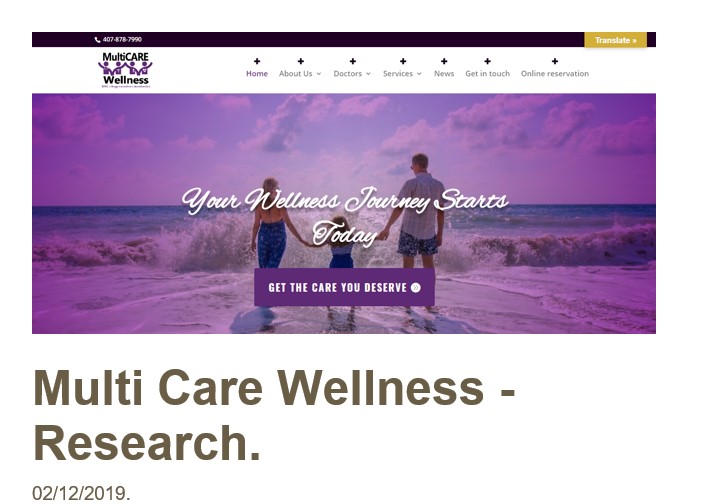 407-878-7990
Translate »
MultiCARE
Wellness
Home
About Us
Doctors
Services
News
Get in touch
Online reservation
Your Wellness Journey Starts
Today
GET THE CARE YOU DESERVE
Multi Care Wellness -
Research.
02/12/2019.